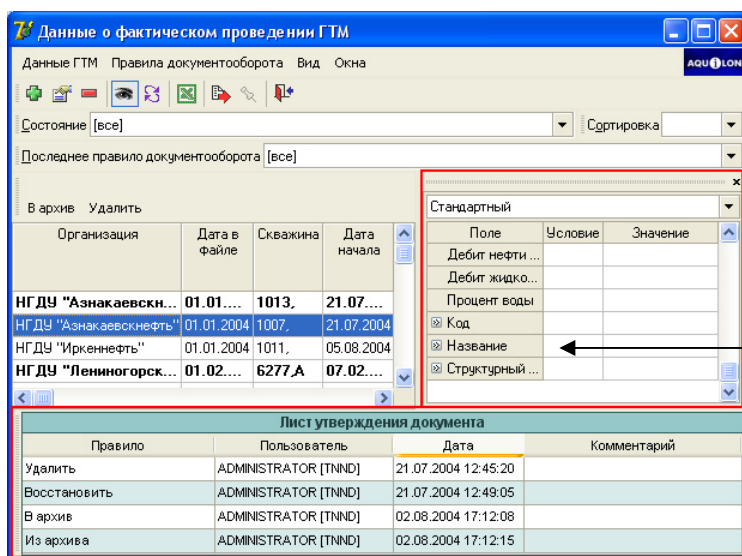 Данные о фактическом проведении ГТМ
Данные ГТМ Правила документооборота Вид Окна
AQUILON
Состояние [все] Сортировка
Последнее правило документооборота [все]
В архив Удалить
Стандартный
Организация Дата в файле Скважина Дата начала
НГДУ "Азнакаевскн... 01.01.... 1013, 21.07....
НГДУ "Азнакаевскнефть" 01.01.2004 1007, 21.07.2004
НГДУ "Иркеннефть" 01.01.2004 1011, 05.08.2004
НГДУ "Лениногорск... 01.02.... 6277,А 07.02....
Поле Условие Значение
Дебит нефти ...
Дебит жидко...
Процент воды
Код
Название
Структурный ...
Лист утверждения документа
Правило Пользователь Дата Комментарий
Удалить ADMINISTRATOR [TNND] 21.07.2004 12:45:20
Восстановить ADMINISTRATOR [TNND] 21.07.2004 12:49:05
В архив ADMINISTRATOR [TNND] 02.08.2004 17:12:08
Из архива ADMINISTRATOR [TNND] 02.08.2004 17:12:15